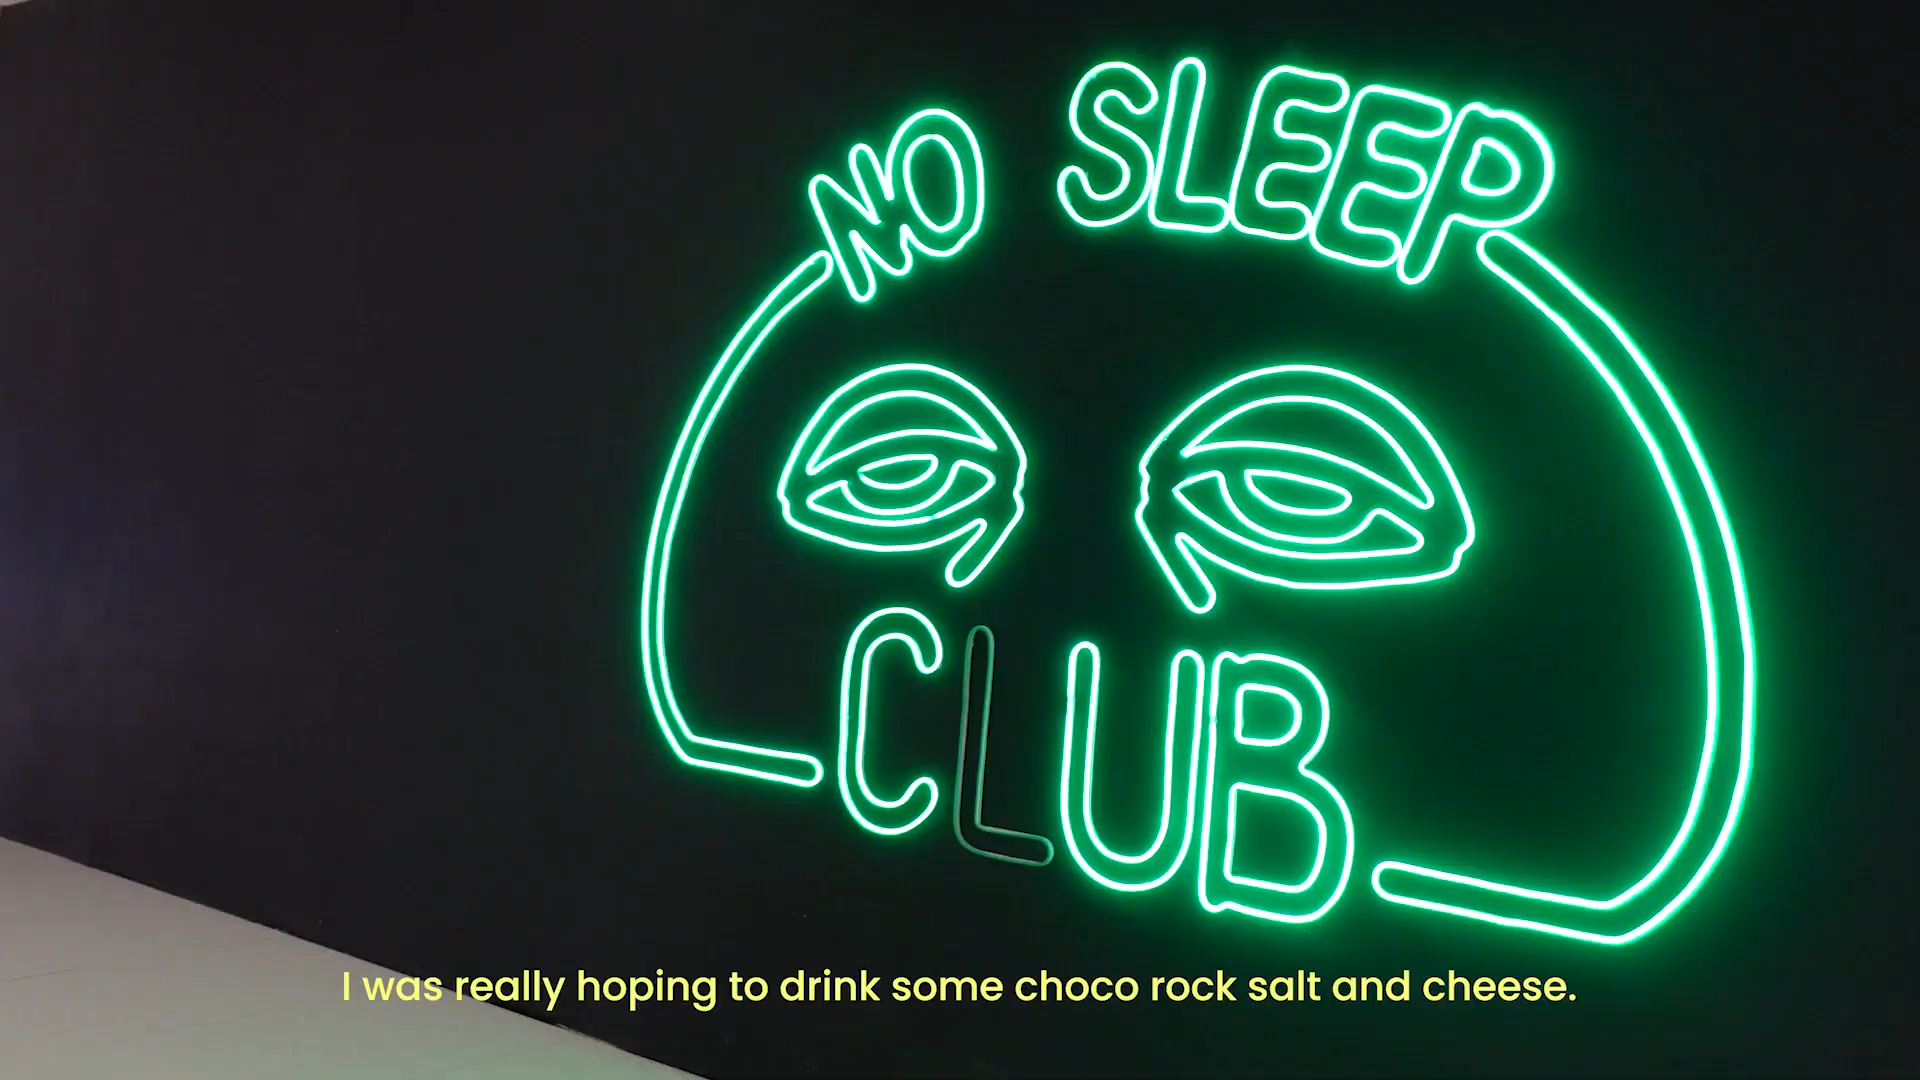 NO SLEEP
CLUB
I was really hoping to drink some choco rock salt and cheese.